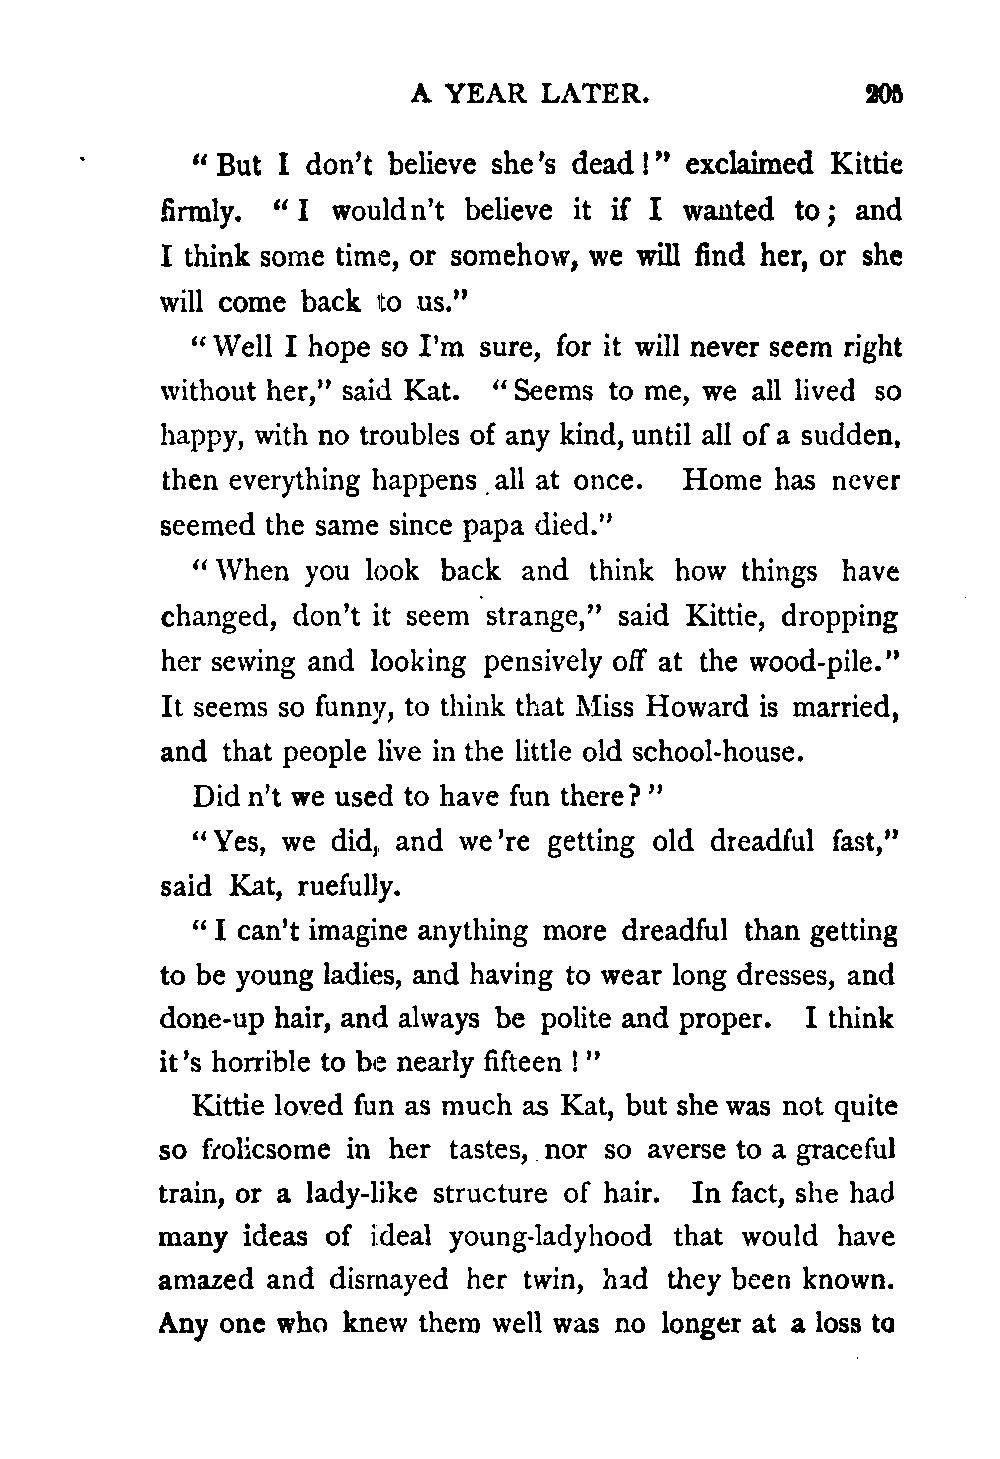 A YEAR LATER. 205
"But I don't believe she's dead!" exclaimed Kittie
firmly. "I wouldn't believe it if I wanted to; and
I think some time, or somehow, we will find her, or she
will come back to us."
"Well I hope so I'm sure, for it will never seem right
without her," said Kat. "Seems to me, we all lived so
happy, with no troubles of any kind, until all of a sudden,
then everything happens all at once. Home has never
seemed the same since papa died."
"When you look back and think how things have
changed, don't it seem strange," said Kittie, dropping
her sewing and looking pensively off at the wood-pile."
It seems so funny, to think that Miss Howard is married,
and that people live in the little old school-house.
Did n't we used to have fun there?"
"Yes, we did, and we're getting old dreadful fast,"
said Kat, ruefully.
"I can't imagine anything more dreadful than getting
to be young ladies, and having to wear long dresses, and
done-up hair, and always be polite and proper. I think
it's horrible to be nearly fifteen!"
Kittie loved fun as much as Kat, but she was not quite
so frolicsome in her tastes, nor so averse to a graceful
train, or a lady-like structure of hair. In fact, she had
many ideas of ideal young-ladyhood that would have
amazed and dismayed her twin, had they been known.
Any one who knew them well was no longer at a loss to